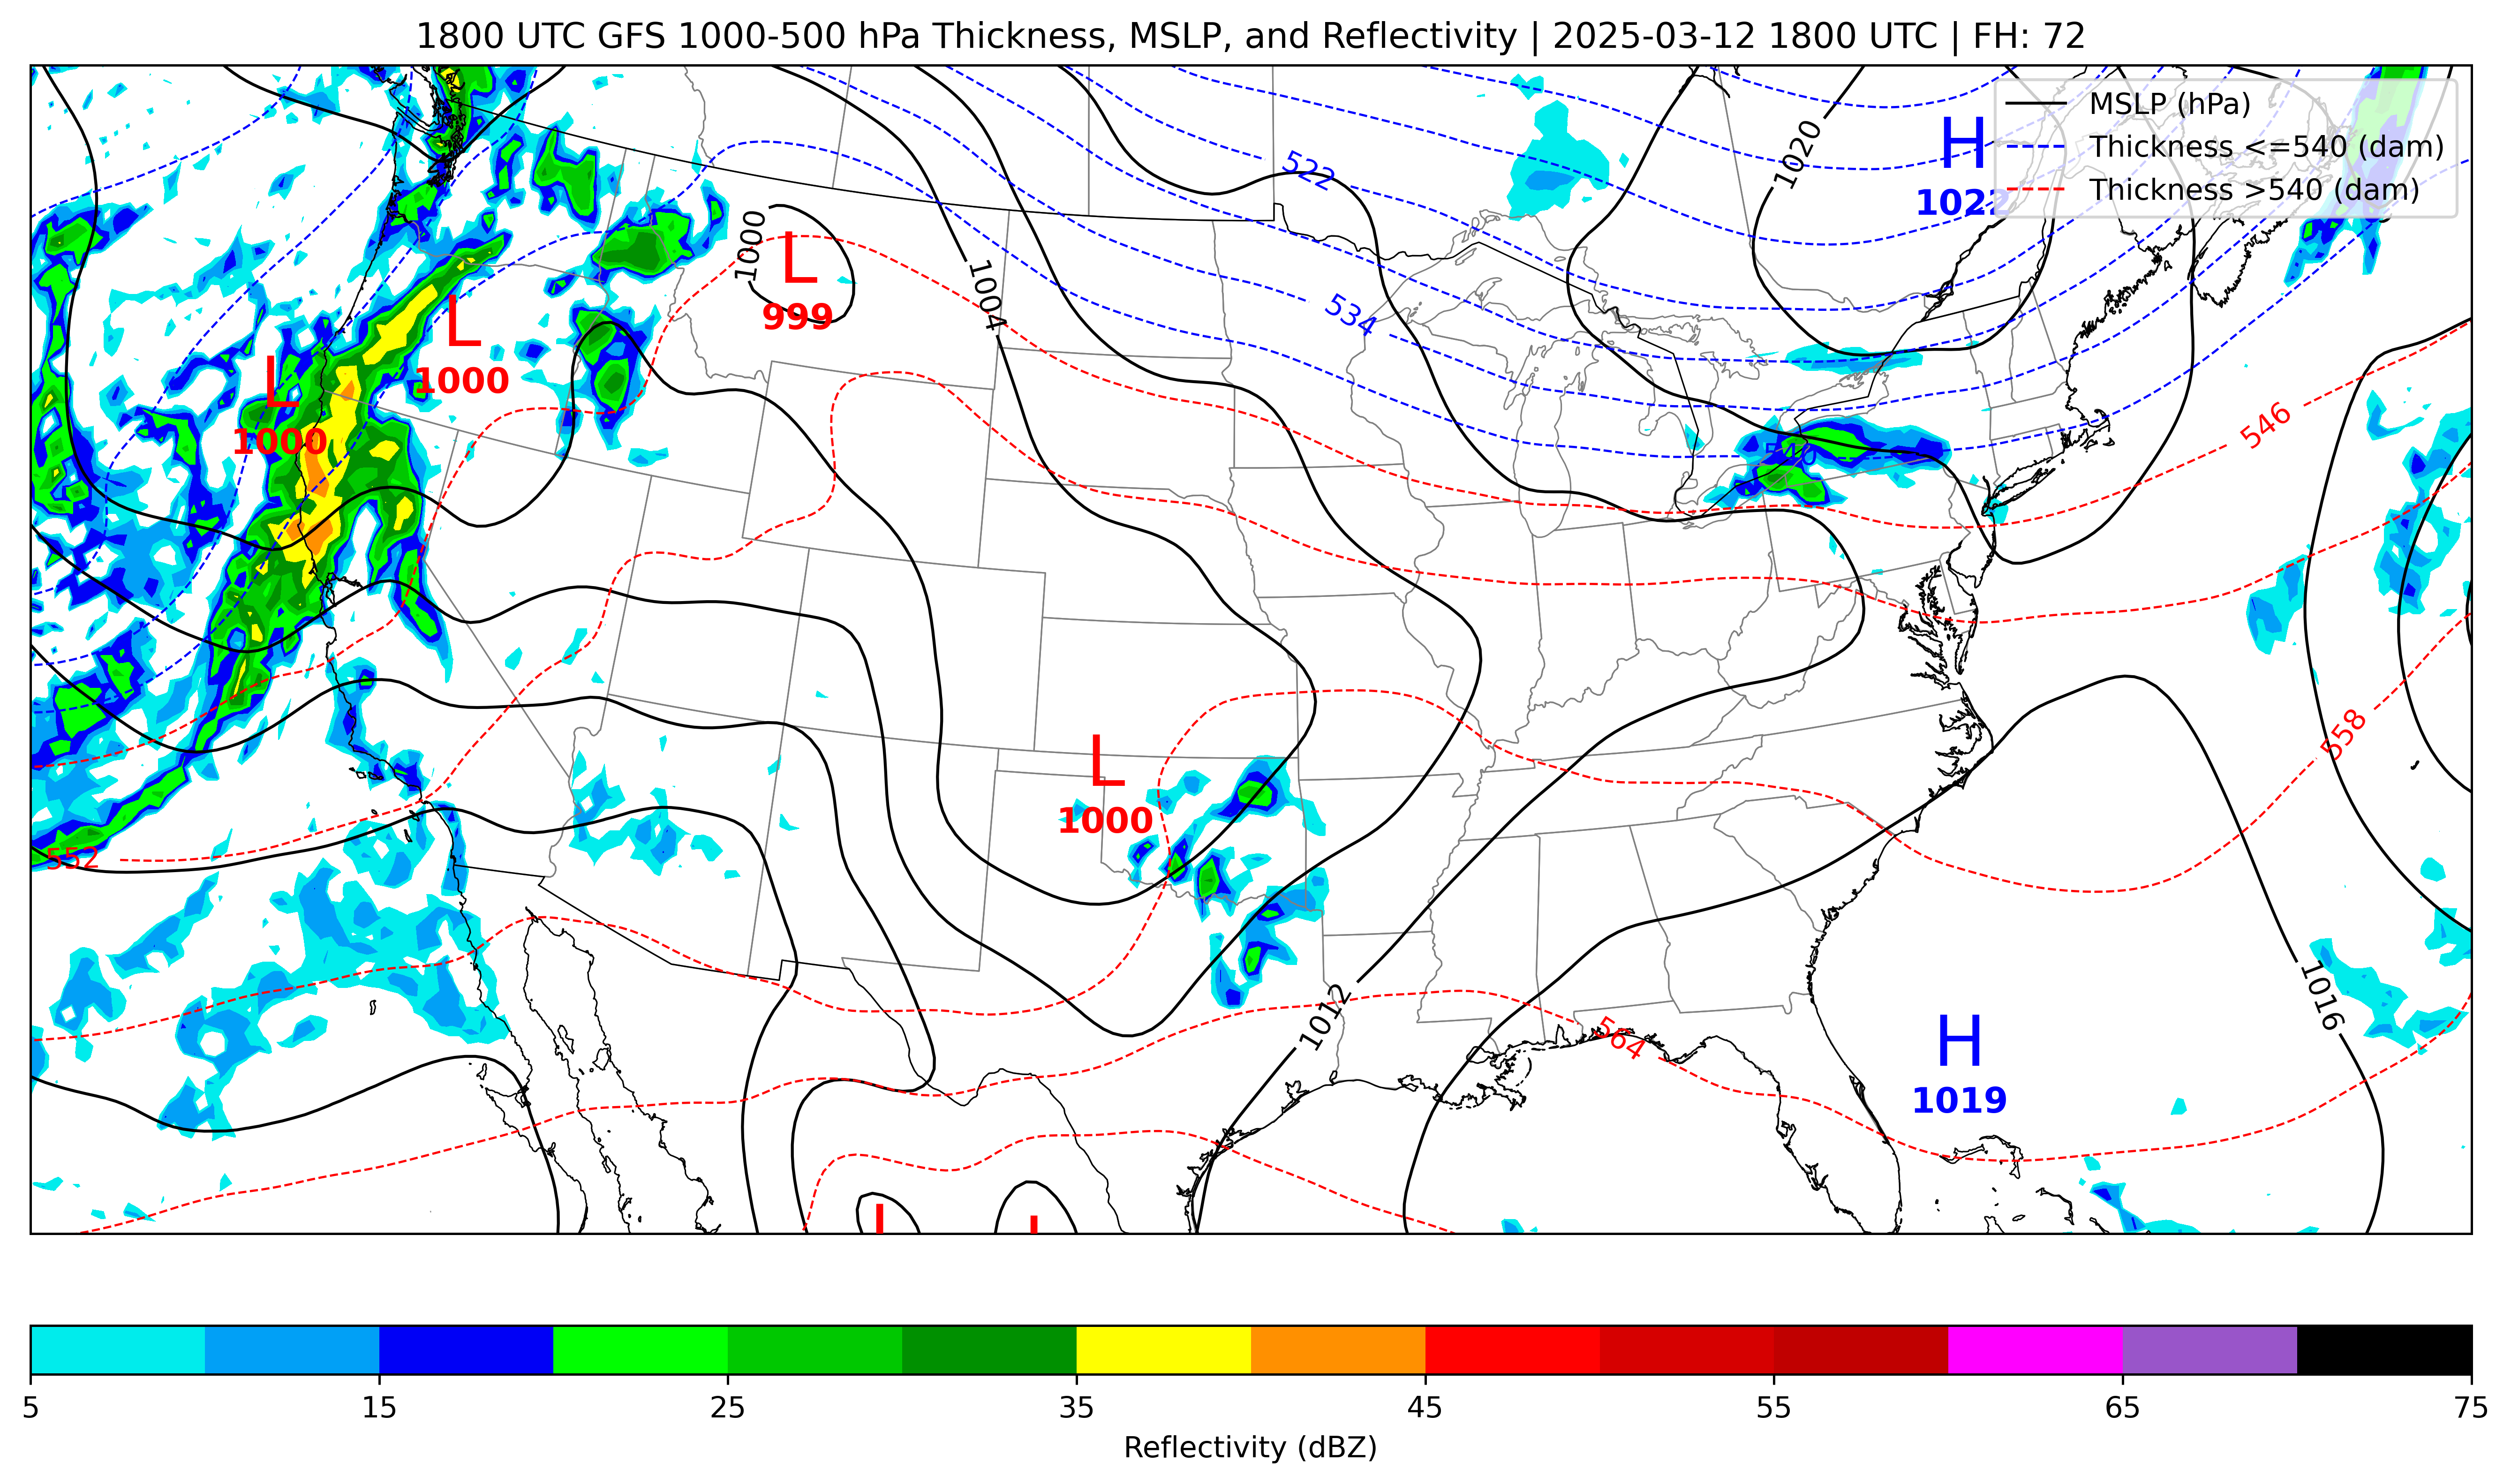 1800 UTC GFS 1000-500 hPa Thickness, MSLP, and Reflectivity | 2025-03-12 1800 UTC | FH: 72
MSLP (hPa)
Thickness <=540 (dam)
Thickness >540 (dam)
1020
H
1022
522
1000
L
999
1004
534
L
1000
L
1000
546
540
558
L
1000
552
1012
564
1016
H
1019
L
L
5 15 25 35 45 55 65 75
Reflectivity (dBZ)